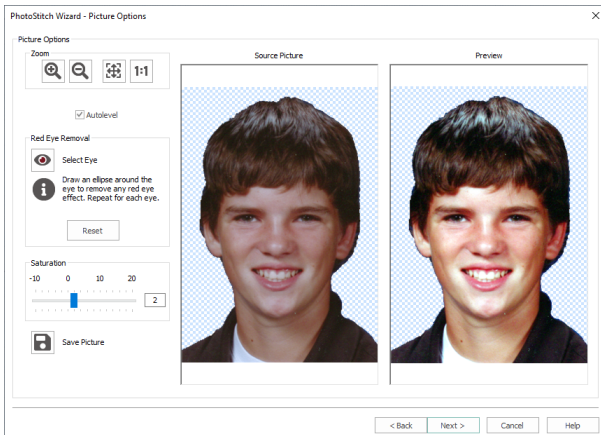 PhotoStitch Wizard - Picture Options
Picture Options
Zoom
1:1
Autolevel
Red Eye Removal
Select Eye
Draw an ellipse around the
eye to remove any red eye
effect. Repeat for each eye.
Reset
Saturation
-10 0 10 20
2
Save Picture
Source Picture
Preview
< Back Next > Cancel Help